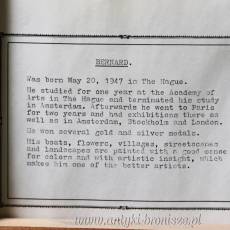 BERNARD.
Was born May 20, 1947 in The Hague.
He studied for one year at the Academy of
Arts in The Hague and terminated his study
in Amsterdam. Afterwards he went to Paris
for two years and had exhibitions there as
well as in Amsterdam, Stockholm and London.
He won several gold and silver medals.
His boats, flowers, villages, streetscenes
and landscapes are painted with a good sense
for colors and with artistic insight, which
makes him one of the better artists.
www.antyki-bronisze.pl